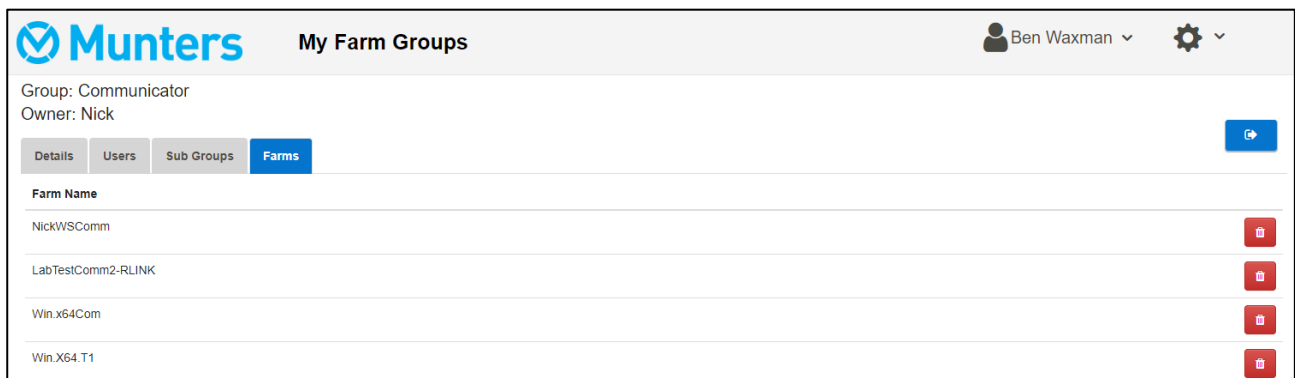 Munters My Farm Groups Ben Waxman
Group: Communicator
Owner: Nick
Details Users Sub Groups Farms
Farm Name
NickWSComm
LabTestComm2-RLINK
Win.x64Com
Win.X64.T1